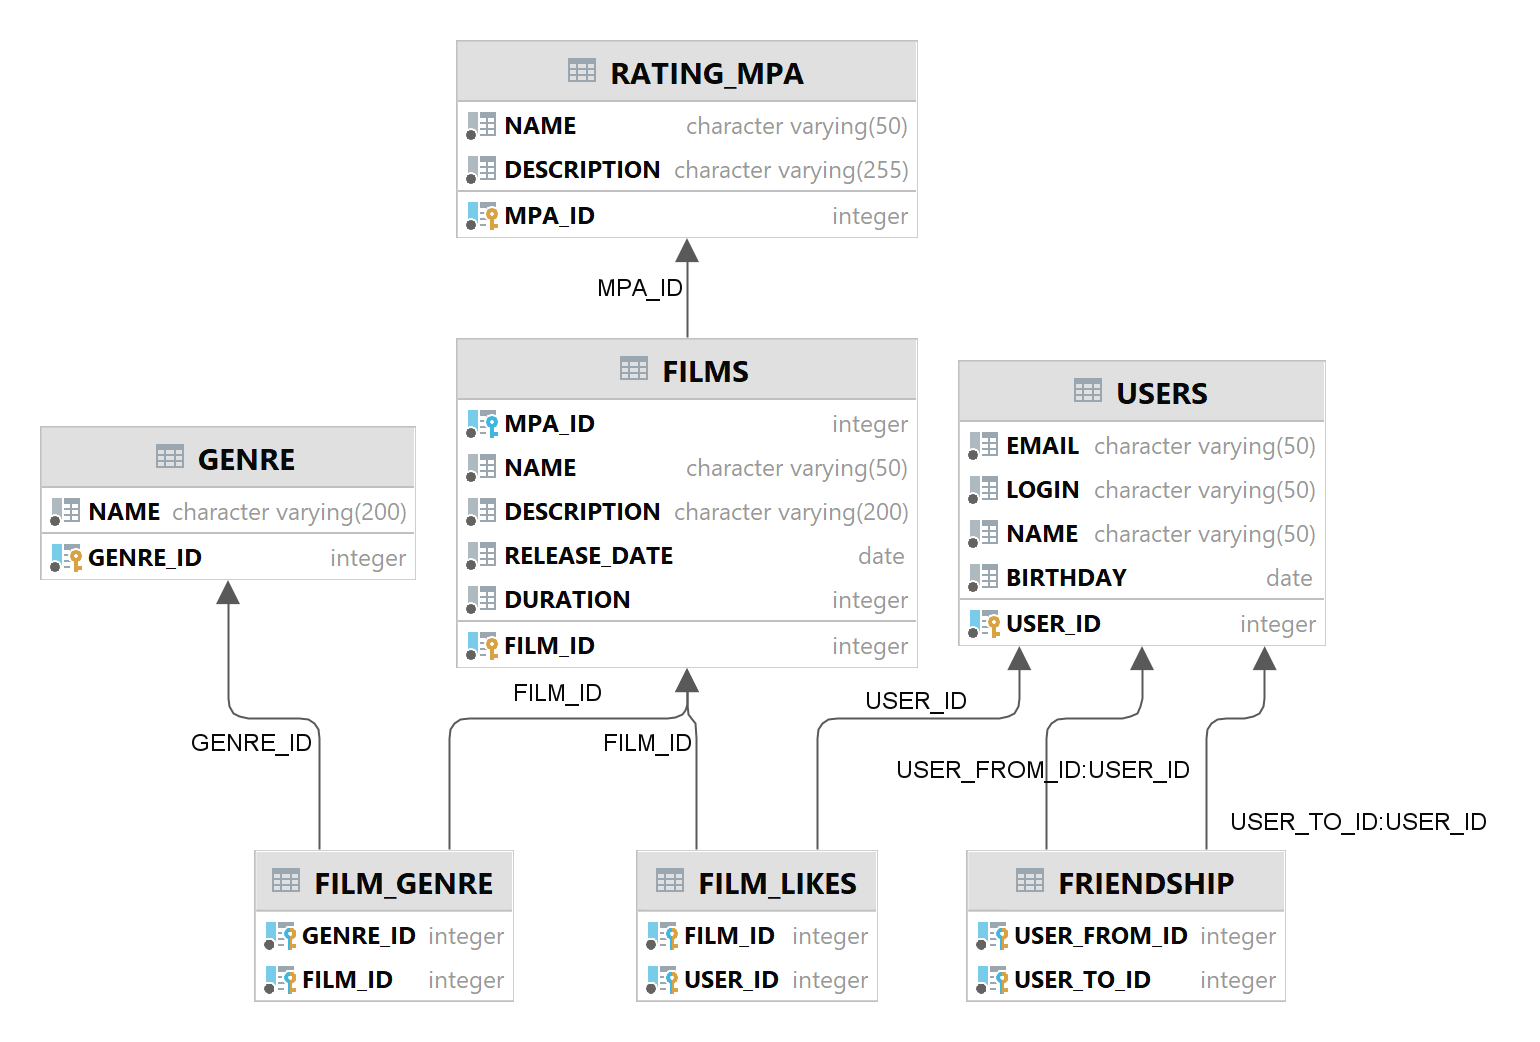 RATING_MPA
NAME character varying(50)
DESCRIPTION character varying(255)
MPA_ID integer
MPA_ID
FILMS
MPA_ID integer
NAME character varying(50)
DESCRIPTION character varying(200)
RELEASE_DATE date
DURATION integer
FILM_ID integer
USERS
EMAIL character varying(50)
LOGIN character varying(50)
NAME character varying(50)
BIRTHDAY date
USER_ID integer
GENRE
NAME character varying(200)
GENRE_ID integer
FILM_ID
USER_ID
GENRE_ID
FILM_ID
USER_FROM_ID:USER_ID
USER_TO_ID:USER_ID
FILM_GENRE
GENRE_ID integer
FILM_ID integer
FILM_LIKES
FILM_ID integer
USER_ID integer
FRIENDSHIP
USER_FROM_ID integer
USER_TO_ID integer